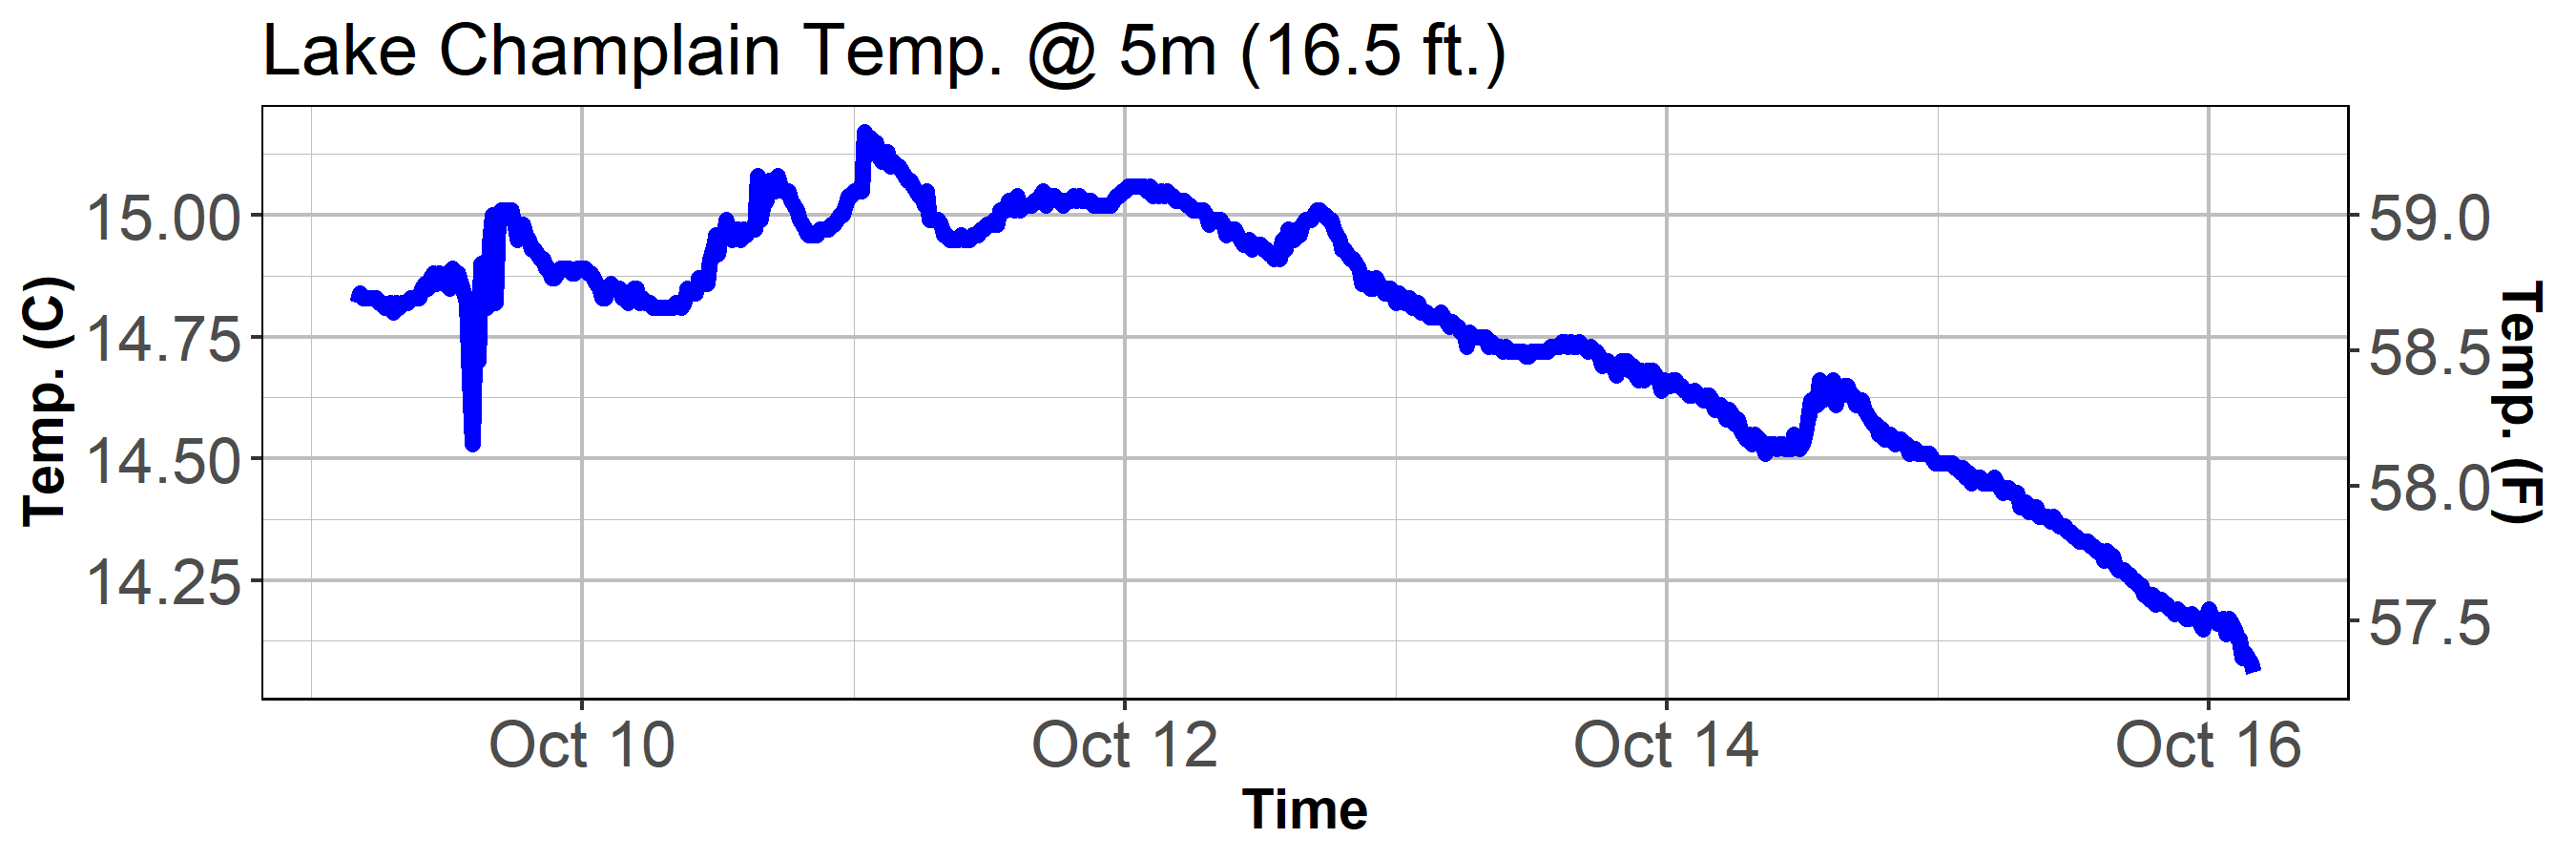 Lake Champlain Temp. @ 5m (16.5 ft.)
Temp. (C)
15.00
14.75
14.50
14.25
59.0
58.5
58.0
57.5
Temp. (F)
Oct 10 Oct 12 Oct 14 Oct 16
Time